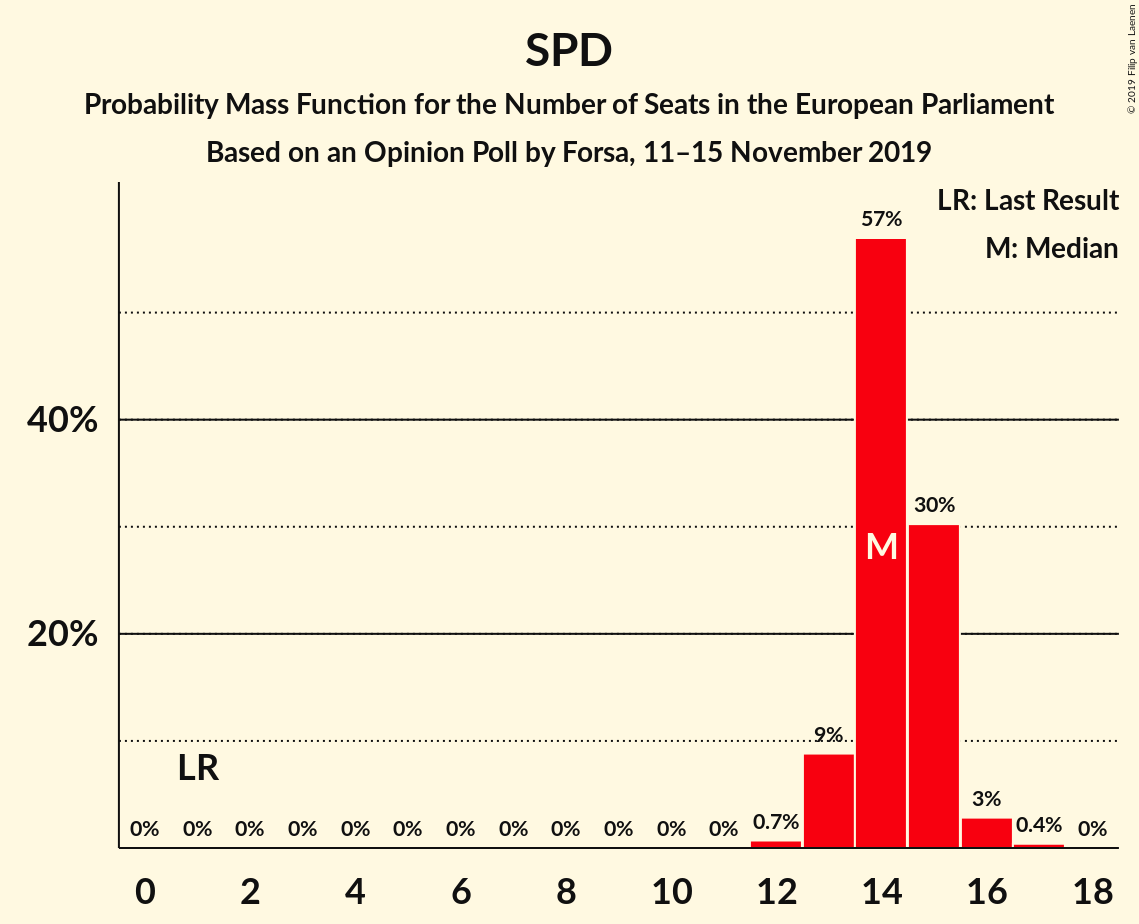 SPD
Probability Mass Function for the Number of Seats in the European Parliament
Based on an Opinion Poll by Forsa, 11–15 November 2019
© 2019 Filip van Laenen
LR: Last Result
M: Median
57%
40%
30%
M
20%
9%
LR
0% 0% 0% 0% 0% 0% 0% 0% 0% 0% 0% 0% 0.7% 3% 0.4% 0%
0 2 4 6 8 10 12 14 16 18